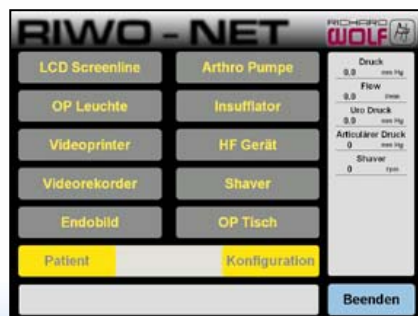 RIWO - NET
RICHARD
WOLF
LCD Screenline
Arthro Pumpe
OP Leuchte
Insufflator
Videoprinter
HF Gerät
Videorekorder
Shaver
Endobild
OP Tisch
Patient
Konfiguration
Druck
0.0 mm Hg
Flow
0.0 l/min
Uro Druck
0.0 mm Hg
Articulärer Druck
0 mm Hg
Shaver
0 rpm
Beenden